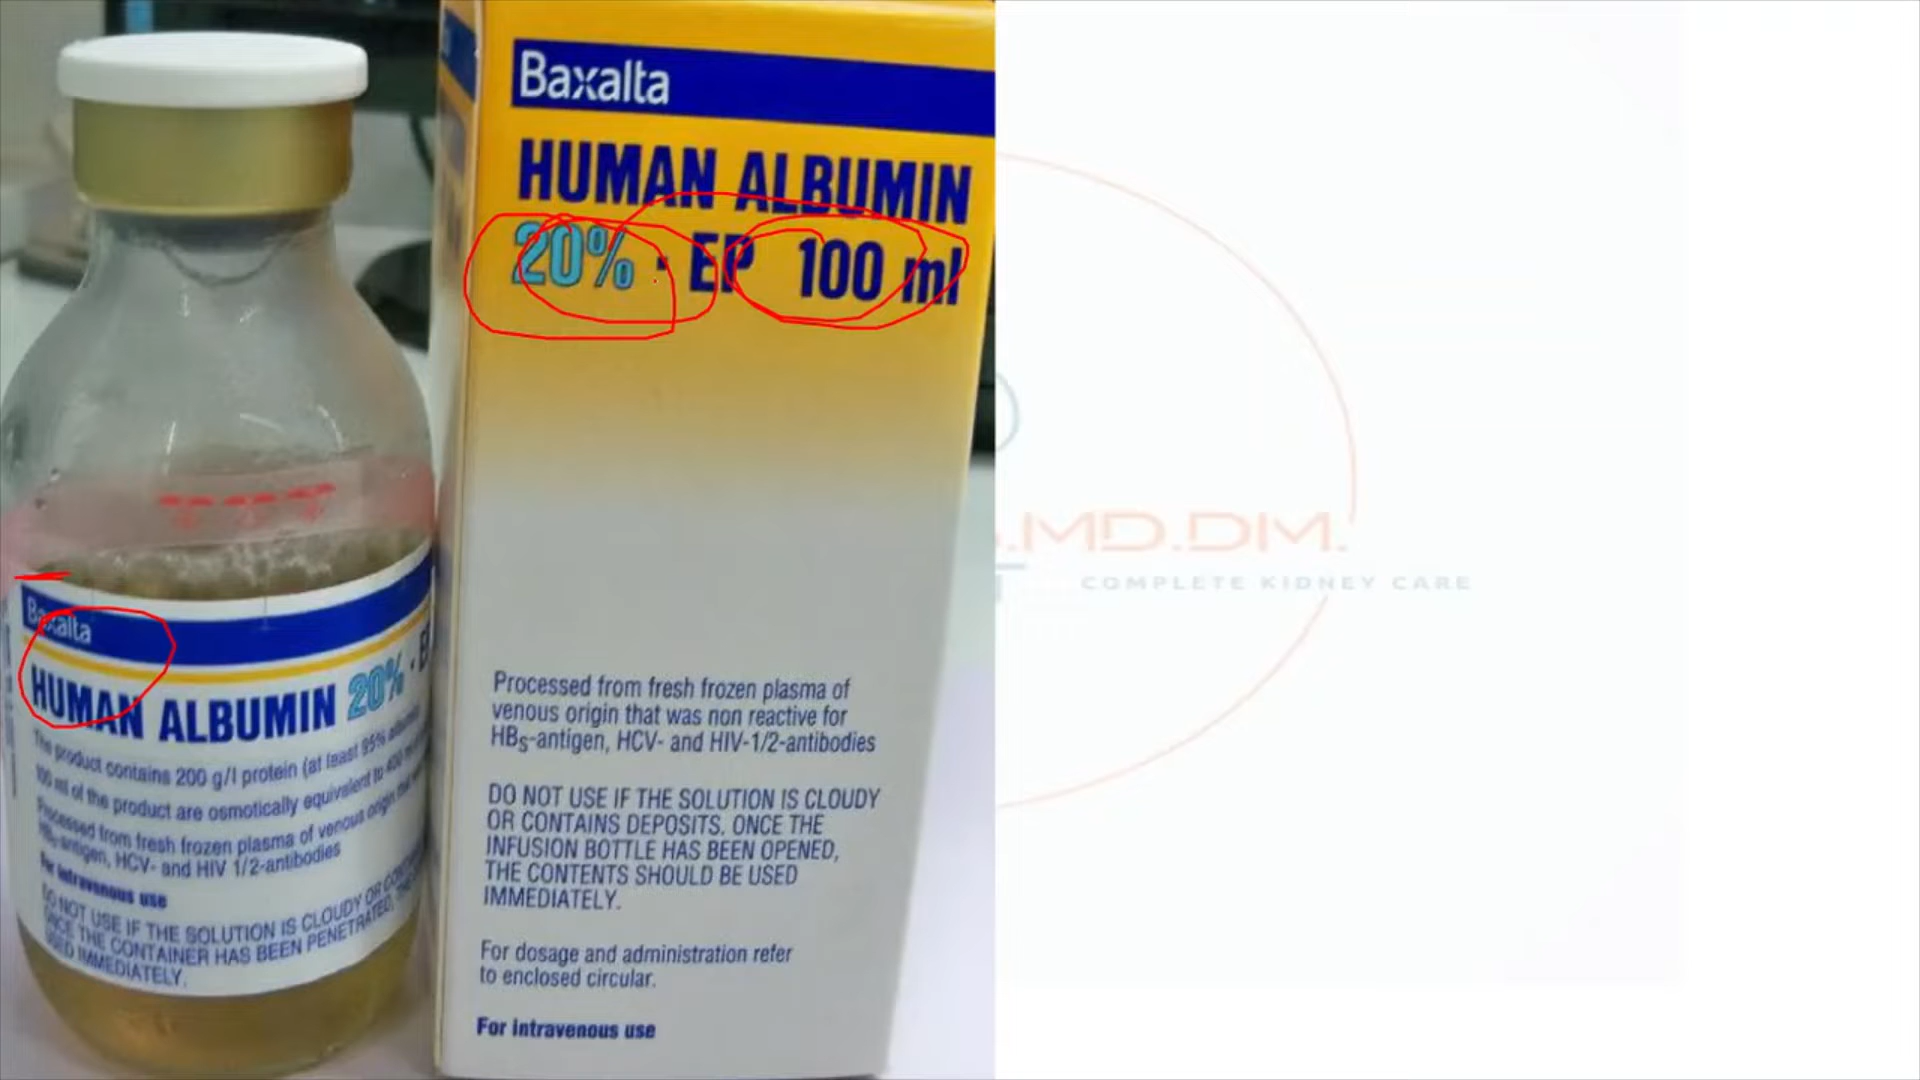 Baxalta
HUMAN ALBUMIN
20% · EP 100 ml
Processed from fresh frozen plasma of
venous origin that was non reactive for
HBs-antigen, HCV- and HIV-1/2-antibodies
DO NOT USE IF THE SOLUTION IS CLOUDY
OR CONTAINS DEPOSITS. ONCE THE
INFUSION BOTTLE HAS BEEN OPENED,
THE CONTENTS SHOULD BE USED
IMMEDIATELY.
For dosage and administration refer
to enclosed circular.
For intravenous use
Baxalta
HUMAN ALBUMIN 20% ·
The product contains 200 g/l protein (at least 95%
100 ml of the product are osmotically equivalent to 400
Processed from fresh frozen plasma of venous origin that
HBs-antigen, HCV- and HIV 1/2-antibodies
For intravenous use
DO NOT USE IF THE SOLUTION IS CLOUDY OR
ONCE THE CONTAINER HAS BEEN PENETRATED,
USED IMMEDIATELY.
.MD.DM.
COMPLETE KIDNEY CARE